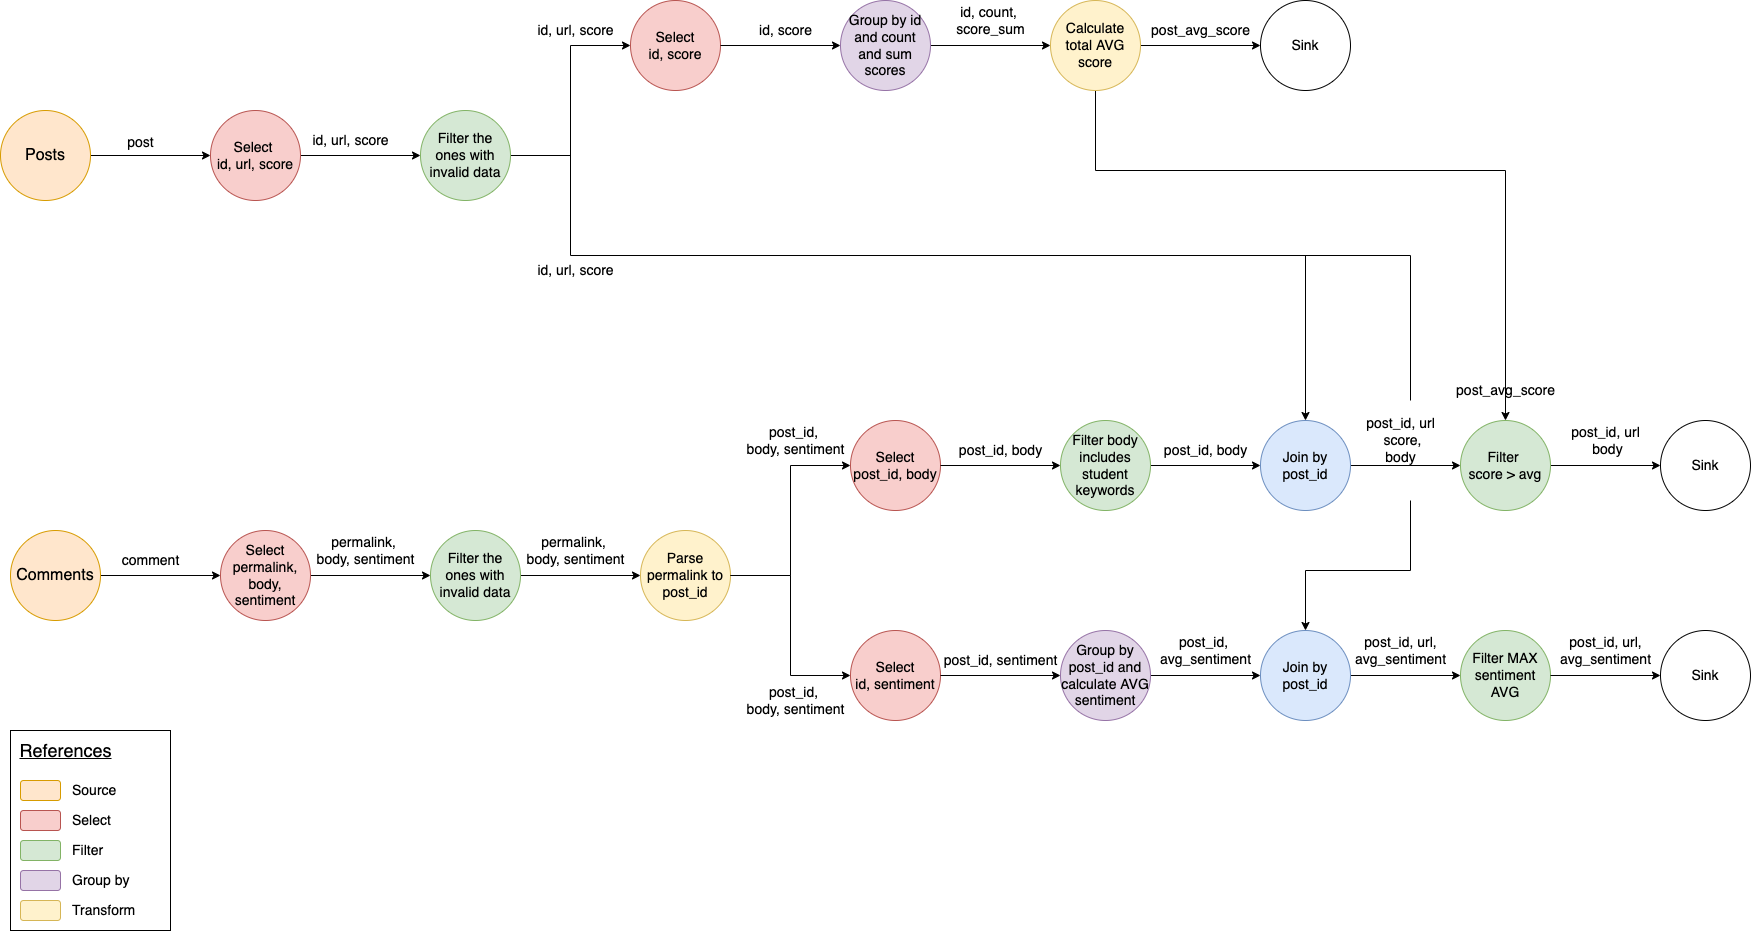 id, url, score
Select
id, score
id, score
Group by id
and count
and sum
scores
id, count,
score_sum
Calculate
total AVG
score
post_avg_score
Sink
Posts
post
Select
id, url, score
id, url, score
Filter the
ones with
invalid data
id, url, score
post_avg_score
post_id,
body, sentiment
Select
post_id, body
post_id, body
Filter body
includes
student
keywords
post_id, body
Join by
post_id
post_id, url
score,
body
Filter
score > avg
post_id, url
body
Sink
Comments
comment
Select
permalink,
body,
sentiment
permalink,
body, sentiment
Filter the
ones with
invalid data
permalink,
body, sentiment
Parse
permalink to
post_id
post_id,
body, sentiment
Select
id, sentiment
post_id, sentiment
Group by
post_id and
calculate AVG
sentiment
post_id,
avg_sentiment
Join by
post_id
post_id, url,
avg_sentiment
Filter MAX
sentiment
AVG
post_id, url,
avg_sentiment
Sink
References
Source
Select
Filter
Group by
Transform